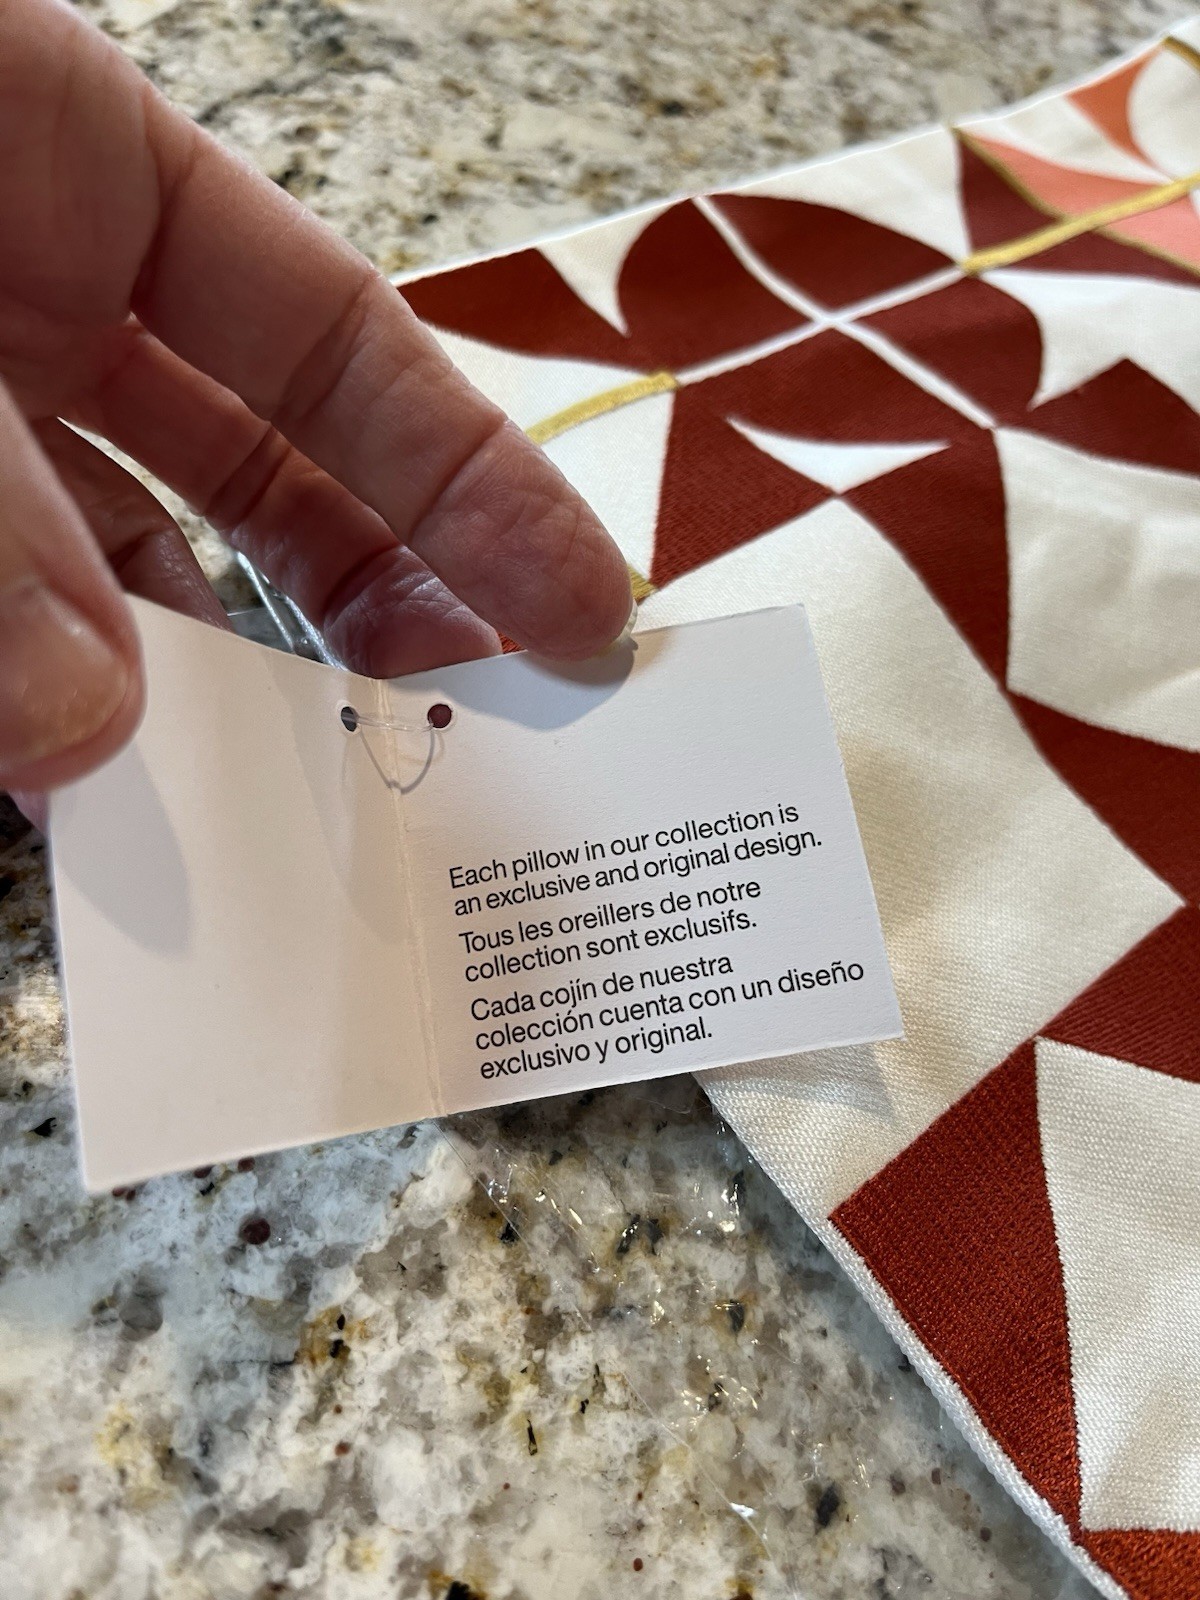 Each pillow in our collection is
an exclusive and original design.
Tous les oreillers de notre
collection sont exclusifs.
Cada cojín de nuestra
colección cuenta con un diseño
exclusivo y original.